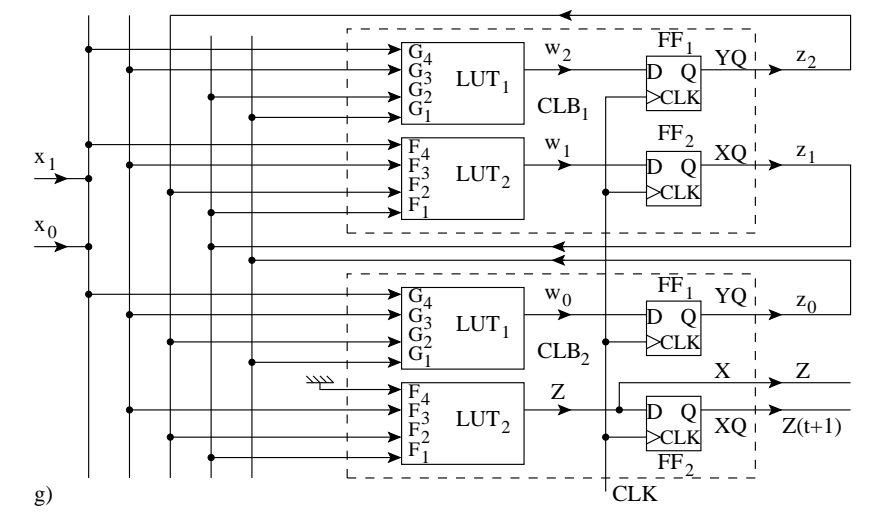 w₂ FF₁ YQ z₂
G₄
G₃ LUT₁ D Q
G₂ CLB₁ CLK
G₁
w₁ FF₂ XQ z₁
F₄
F₃ LUT₂ D Q
F₂ CLK
F₁
x₁
x₀
w₀ FF₁ YQ z₀
G₄
G₃ LUT₁ D Q
G₂ CLB₂ CLK
G₁
Z X Z
F₄
F₃ LUT₂ D Q
F₂ CLK XQ Z(t+1)
F₁ FF₂
g) CLK